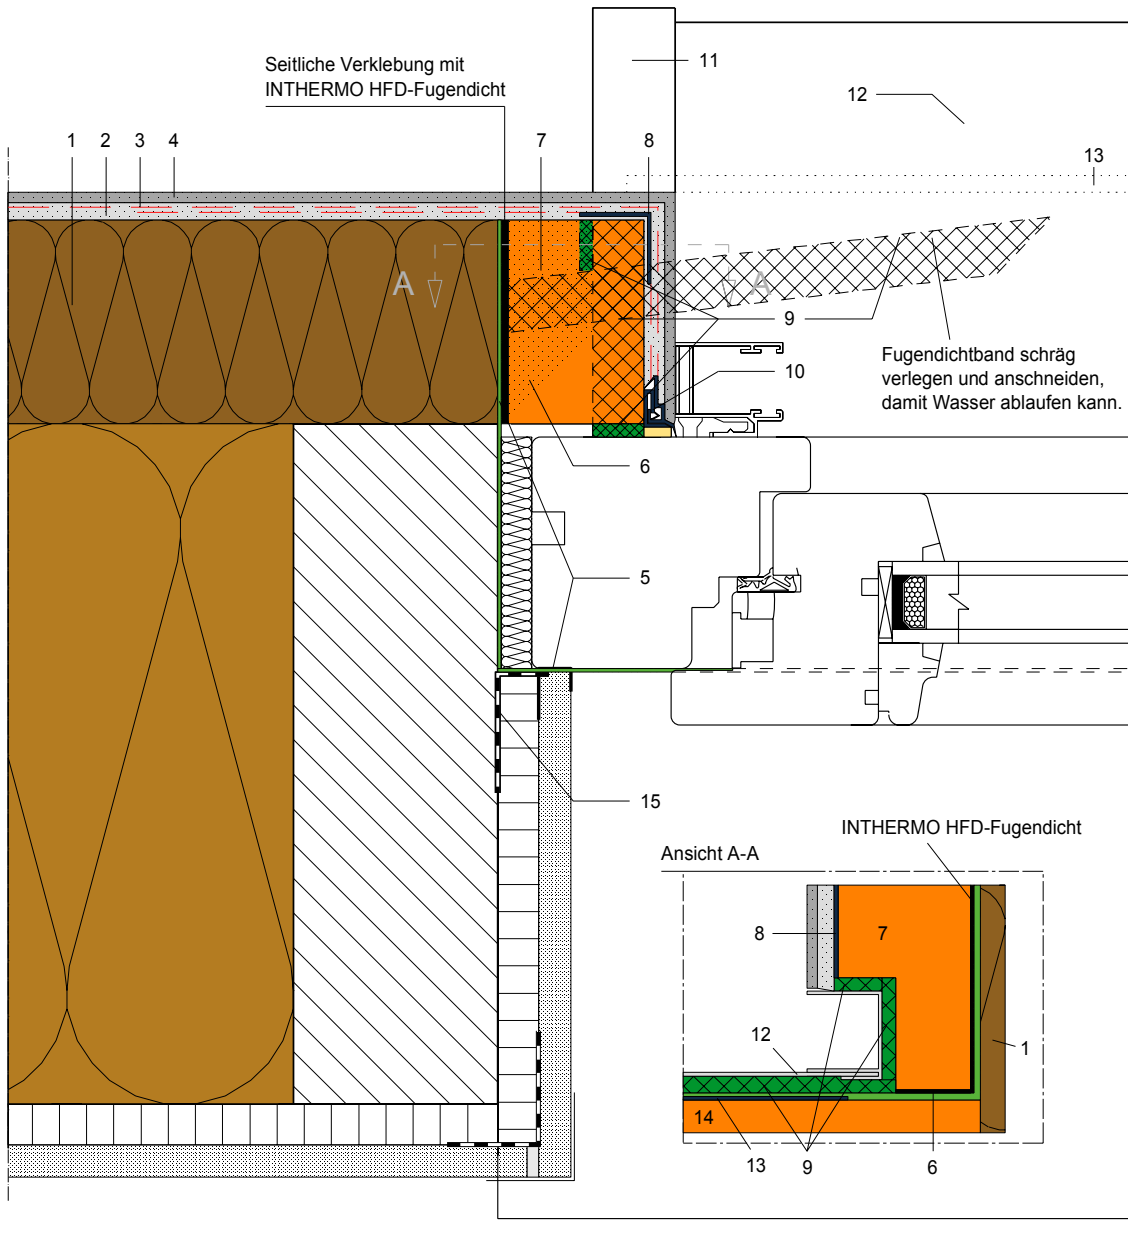 Seitliche Verklebung mit
INTHERMO HFD-Fugendicht
11
12
1
2
3
4
7
8
13
A
A
9
10
Fugendichtband schräg
verlegen und anschneiden,
damit Wasser ablaufen kann.
6
5
15
INTHERMO HFD-Fugendicht
Ansicht A-A
8
7
12
1
14
13
9
6